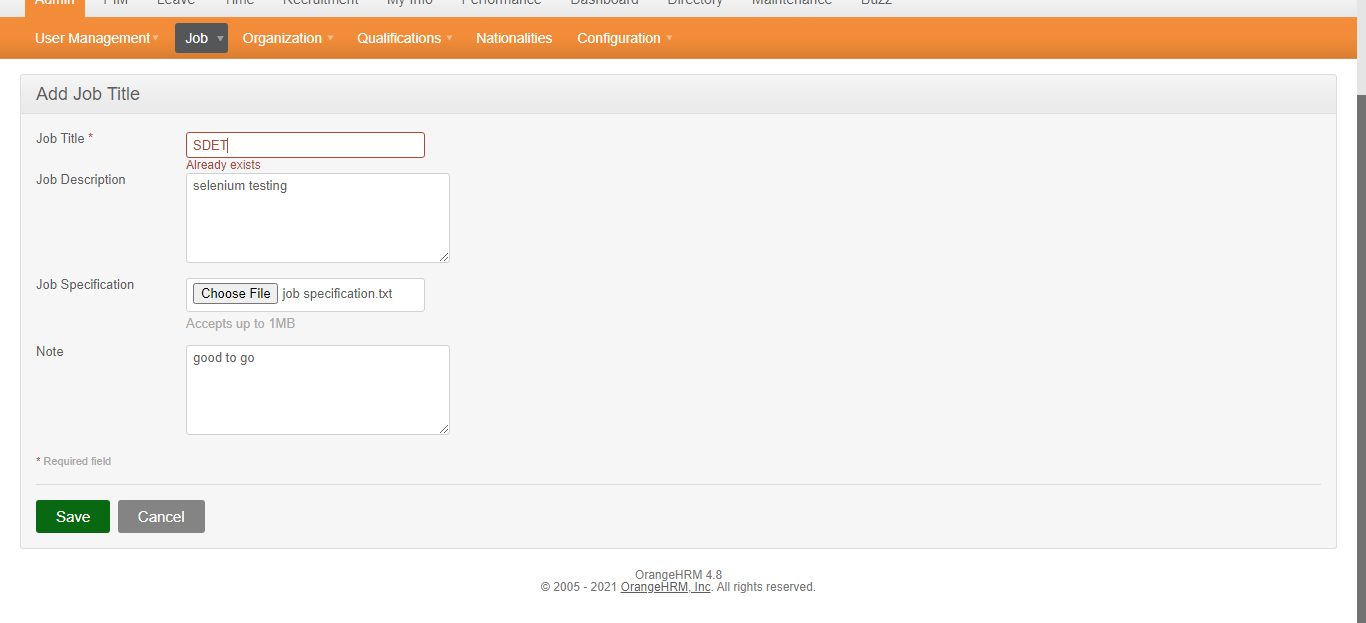 Admin PIM Leave Time Recruitment My Info Performance Dashboard Directory Maintenance Buzz
User Management Job Organization Qualifications Nationalities Configuration
Add Job Title
Job Title * SDET
Already exists
Job Description selenium testing
Job Specification Choose File job specification.txt
Accepts up to 1MB
Note good to go
* Required field
Save Cancel
OrangeHRM 4.8
© 2005 - 2021 OrangeHRM, Inc. All rights reserved.